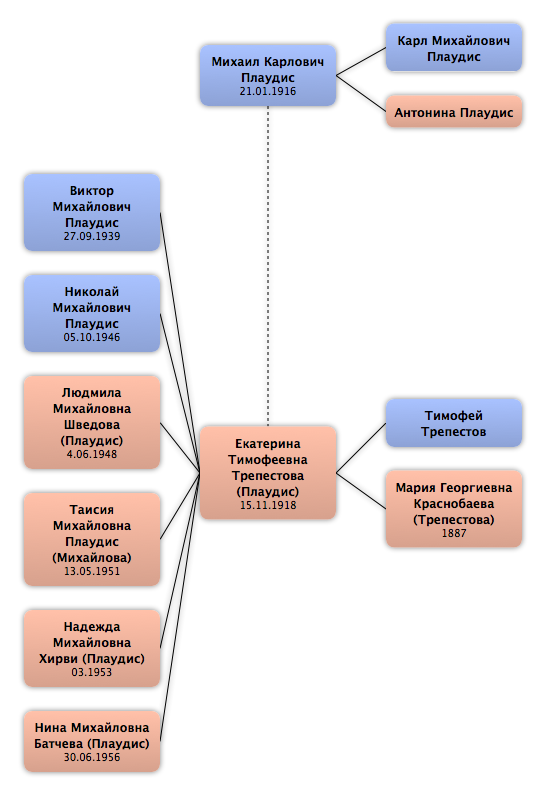 Михаил Карлович
Плаудис
21.01.1916
Карл Михайлович
Плаудис
Антонина Плаудис
Виктор
Михайлович
Плаудис
27.09.1939
Николай
Михайлович
Плаудис
05.10.1946
Людмила
Михайловна
Шведова
(Плаудис)
4.06.1948
Таисия
Михайловна
Плаудис
(Михайлова)
13.05.1951
Надежда
Михайловна
Хирви (Плаудис)
03.1953
Нина Михайловна
Батчева (Плаудис)
30.06.1956
Екатерина
Тимофеевна
Трепестова
(Плаудис)
15.11.1918
Тимофей
Трепестов
Мария Георгиевна
Краснобаева
(Трепестова)
1887